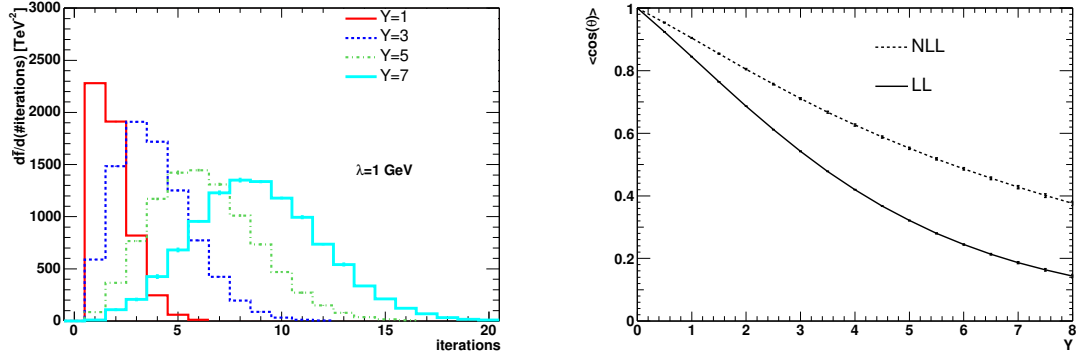 df̄/d(#iterations) [TeV⁻²]
3000
2500
2000
1500
1000
500
0
0 5 10 15 20
iterations
Y=1
Y=3
Y=5
Y=7
λ=1 GeV
<cos(θ)>
1
0.8
0.6
0.4
0.2
0
0 1 2 3 4 5 6 7 8
Y
NLL
LL